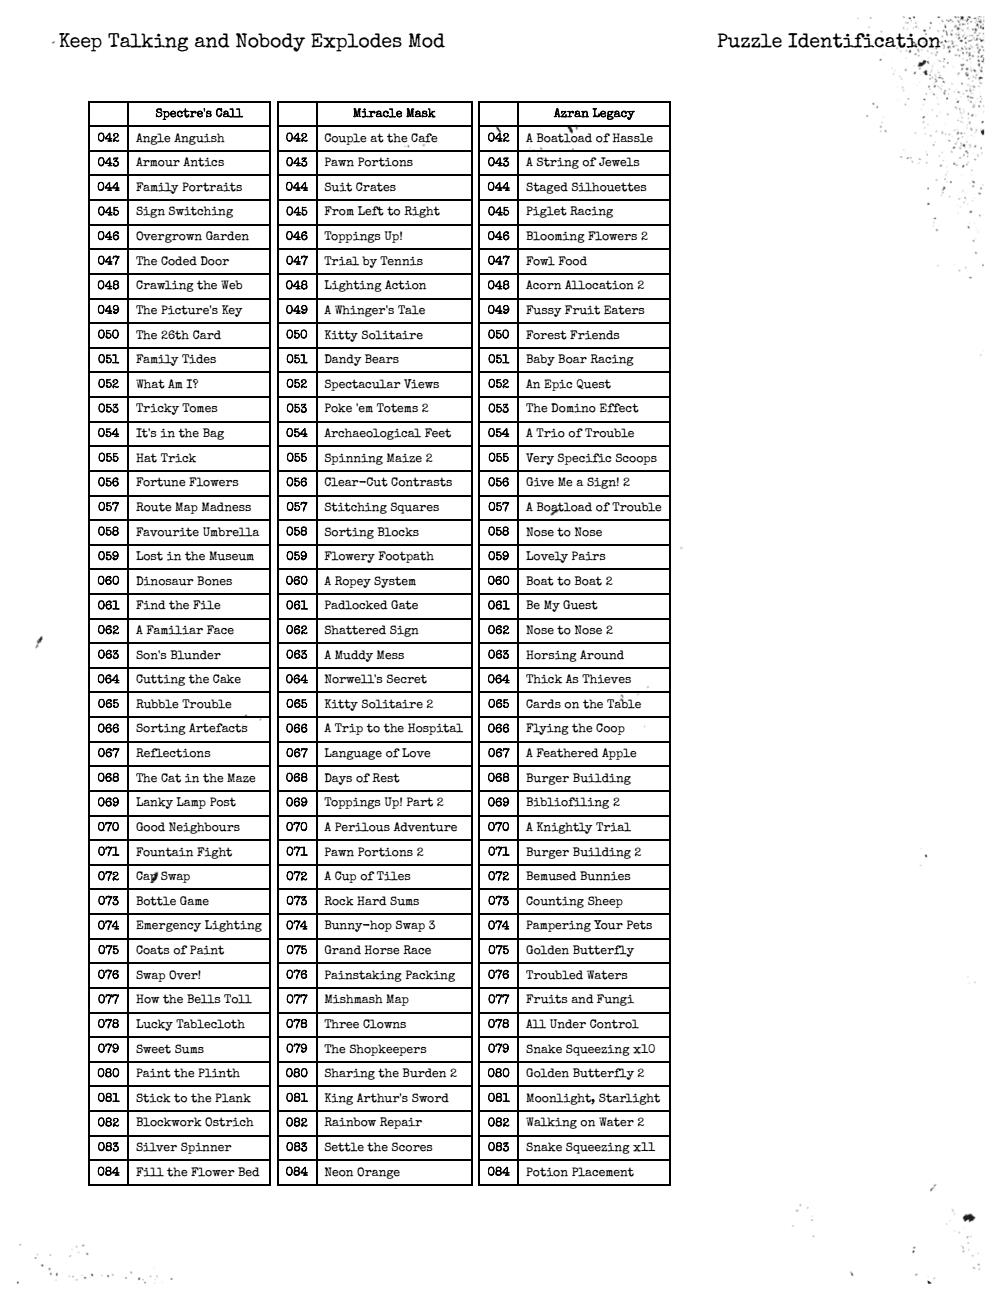 Keep Talking and Nobody Explodes Mod Puzzle Identification
Spectre's Call Miracle Mask Azran Legacy
042 Angle Anguish 042 Couple at the Cafe 042 A Boatload of Hassle
043 Armour Antics 043 Pawn Portions 043 A String of Jewels
044 Family Portraits 044 Suit Crates 044 Staged Silhouettes
045 Sign Switching 045 From Left to Right 045 Piglet Racing
046 Overgrown Garden 046 Toppings Up! 046 Blooming Flowers 2
047 The Coded Door 047 Trial by Tennis 047 Fowl Food
048 Crawling the Web 048 Lighting Action 048 Acorn Allocation 2
049 The Picture's Key 049 A Whinger's Tale 049 Fussy Fruit Eaters
050 The 26th Card 050 Kitty Solitaire 050 Forest Friends
051 Family Tides 051 Dandy Bears 051 Baby Boar Racing
052 What Am I? 052 Spectacular Views 052 An Epic Quest
053 Tricky Tomes 053 Poke 'em Totems 2 053 The Domino Effect
054 It's in the Bag 054 Archaeological Feet 054 A Trio of Trouble
055 Hat Trick 055 Spinning Maize 2 055 Very Specific Scoops
056 Fortune Flowers 056 Clear-Cut Contrasts 056 Give Me a Sign! 2
057 Route Map Madness 057 Stitching Squares 057 A Boatload of Trouble
058 Favourite Umbrella 058 Sorting Blocks 058 Nose to Nose
059 Lost in the Museum 059 Flowery Footpath 059 Lovely Pairs
060 Dinosaur Bones 060 A Ropey System 060 Boat to Boat 2
061 Find the File 061 Padlocked Gate 061 Be My Guest
062 A Familiar Face 062 Shattered Sign 062 Nose to Nose 2
063 Son's Blunder 063 A Muddy Mess 063 Horsing Around
064 Cutting the Cake 064 Norwell's Secret 064 Thick As Thieves
065 Rubble Trouble 065 Kitty Solitaire 2 065 Cards on the Table
066 Sorting Artefacts 066 A Trip to the Hospital 066 Flying the Coop
067 Reflections 067 Language of Love 067 A Feathered Apple
068 The Cat in the Maze 068 Days of Rest 068 Burger Building
069 Lanky Lamp Post 069 Toppings Up! Part 2 069 Bibliofiling 2
070 Good Neighbours 070 A Perilous Adventure 070 A Knightly Trial
071 Fountain Fight 071 Pawn Portions 2 071 Burger Building 2
072 Cay Swap 072 A Cup of Tiles 072 Bemused Bunnies
073 Bottle Game 073 Rock Hard Sums 073 Counting Sheep
074 Emergency Lighting 074 Bunny-hop Swap 3 074 Pampering Your Pets
075 Coats of Paint 075 Grand Horse Race 075 Golden Butterfly
076 Swap Over! 076 Painstaking Packing 076 Troubled Waters
077 How the Bells Toll 077 Mishmash Map 077 Fruits and Fungi
078 Lucky Tablecloth 078 Three Clowns 078 All Under Control
079 Sweet Sums 079 The Shopkeepers 079 Snake Squeezing x10
080 Paint the Plinth 080 Sharing the Burden 2 080 Golden Butterfly 2
081 Stick to the Plank 081 King Arthur's Sword 081 Moonlight, Starlight
082 Blockwork Ostrich 082 Rainbow Repair 082 Walking on Water 2
083 Silver Spinner 083 Settle the Scores 083 Snake Squeezing x11
084 Fill the Flower Bed 084 Neon Orange 084 Potion Placement